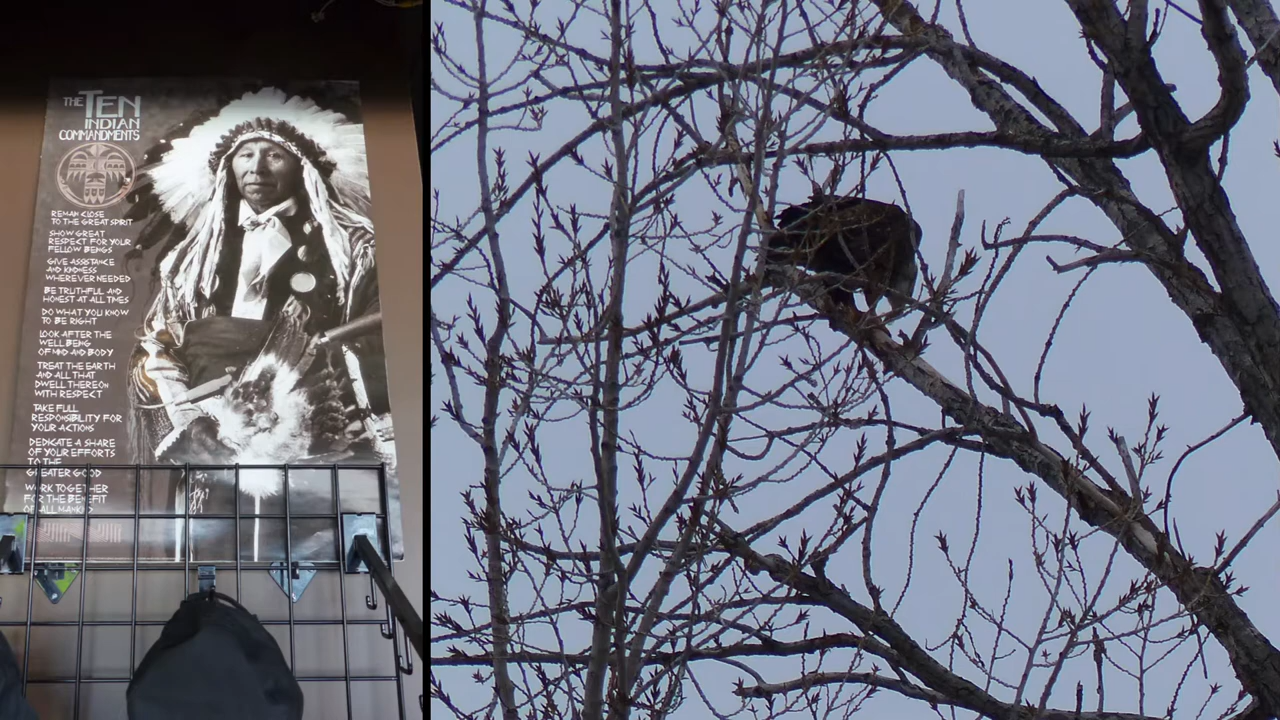 THE TEN
INDIAN
COMMANDMENTS
REMAIN CLOSE
TO THE GREAT SPIRIT
SHOW GREAT
RESPECT FOR YOUR
FELLOW BEINGS
GIVE ASSISTANCE
AND KINDNESS
WHEREVER NEEDED
BE TRUTHFUL AND
HONEST AT ALL TIMES
DO WHAT YOU KNOW
TO BE RIGHT
LOOK AFTER THE
WELL BEING
OF MIND AND BODY
TREAT THE EARTH
AND ALL THAT
DWELL THEREON
WITH RESPECT
TAKE FULL
RESPONSIBILITY FOR
YOUR ACTIONS
DEDICATE A SHARE
OF YOUR EFFORTS
TO THE
GREATER GOOD
WORK TOGETHER
FOR THE BENEFIT
OF ALL MANKIND